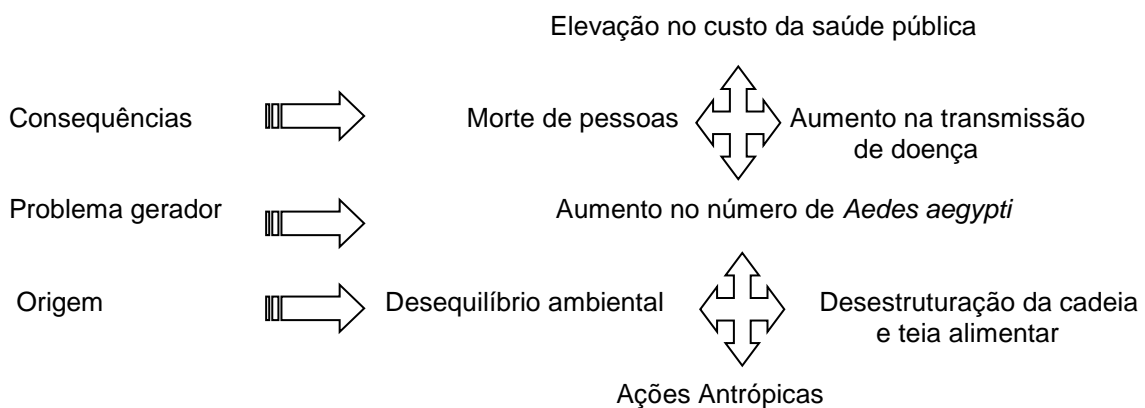 Elevação no custo da saúde pública
Consequências
Morte de pessoas
Aumento na transmissão
de doença
Problema gerador
Aumento no número de Aedes aegypti
Origem
Desequilíbrio ambiental
Desestruturação da cadeia
e teia alimentar
Ações Antrópicas